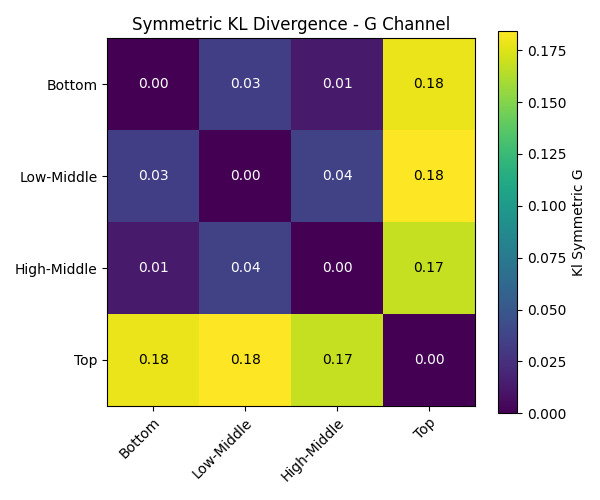 Symmetric KL Divergence - G Channel
Bottom
0.00 0.03 0.01 0.18
Low-Middle
0.03 0.00 0.04 0.18
High-Middle
0.01 0.04 0.00 0.17
Top
0.18 0.18 0.17 0.00
Bottom
Low-Middle
High-Middle
Top
0.175
0.150
0.125
0.100
0.075
0.050
0.025
0.000
Kl Symmetric G